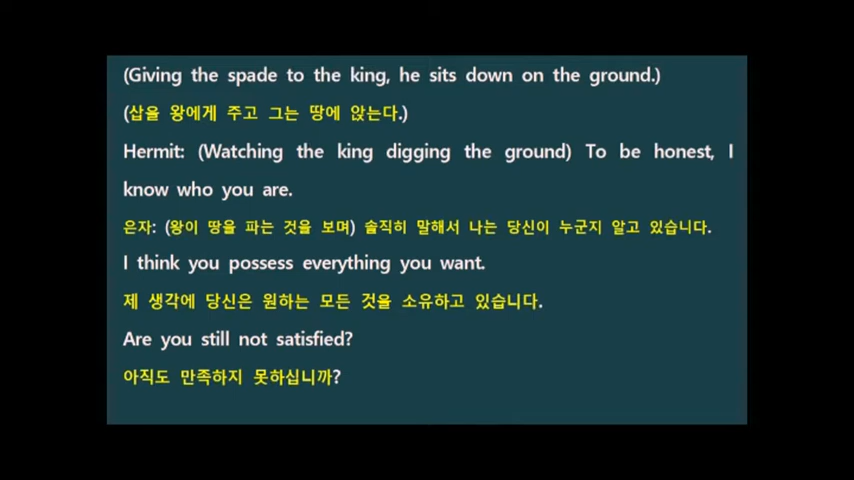 (Giving the spade to the king, he sits down on the ground.)
(삽을 왕에게 주고 그는 땅에 앉는다.)
Hermit: (Watching the king digging the ground) To be honest, I
know who you are.
은자: (왕이 땅을 파는 것을 보며) 솔직히 말해서 나는 당신이 누군지 알고 있습니다.
I think you possess everything you want.
제 생각에 당신은 원하는 모든 것을 소유하고 있습니다.
Are you still not satisfied?
아직도 만족하지 못하십니까?